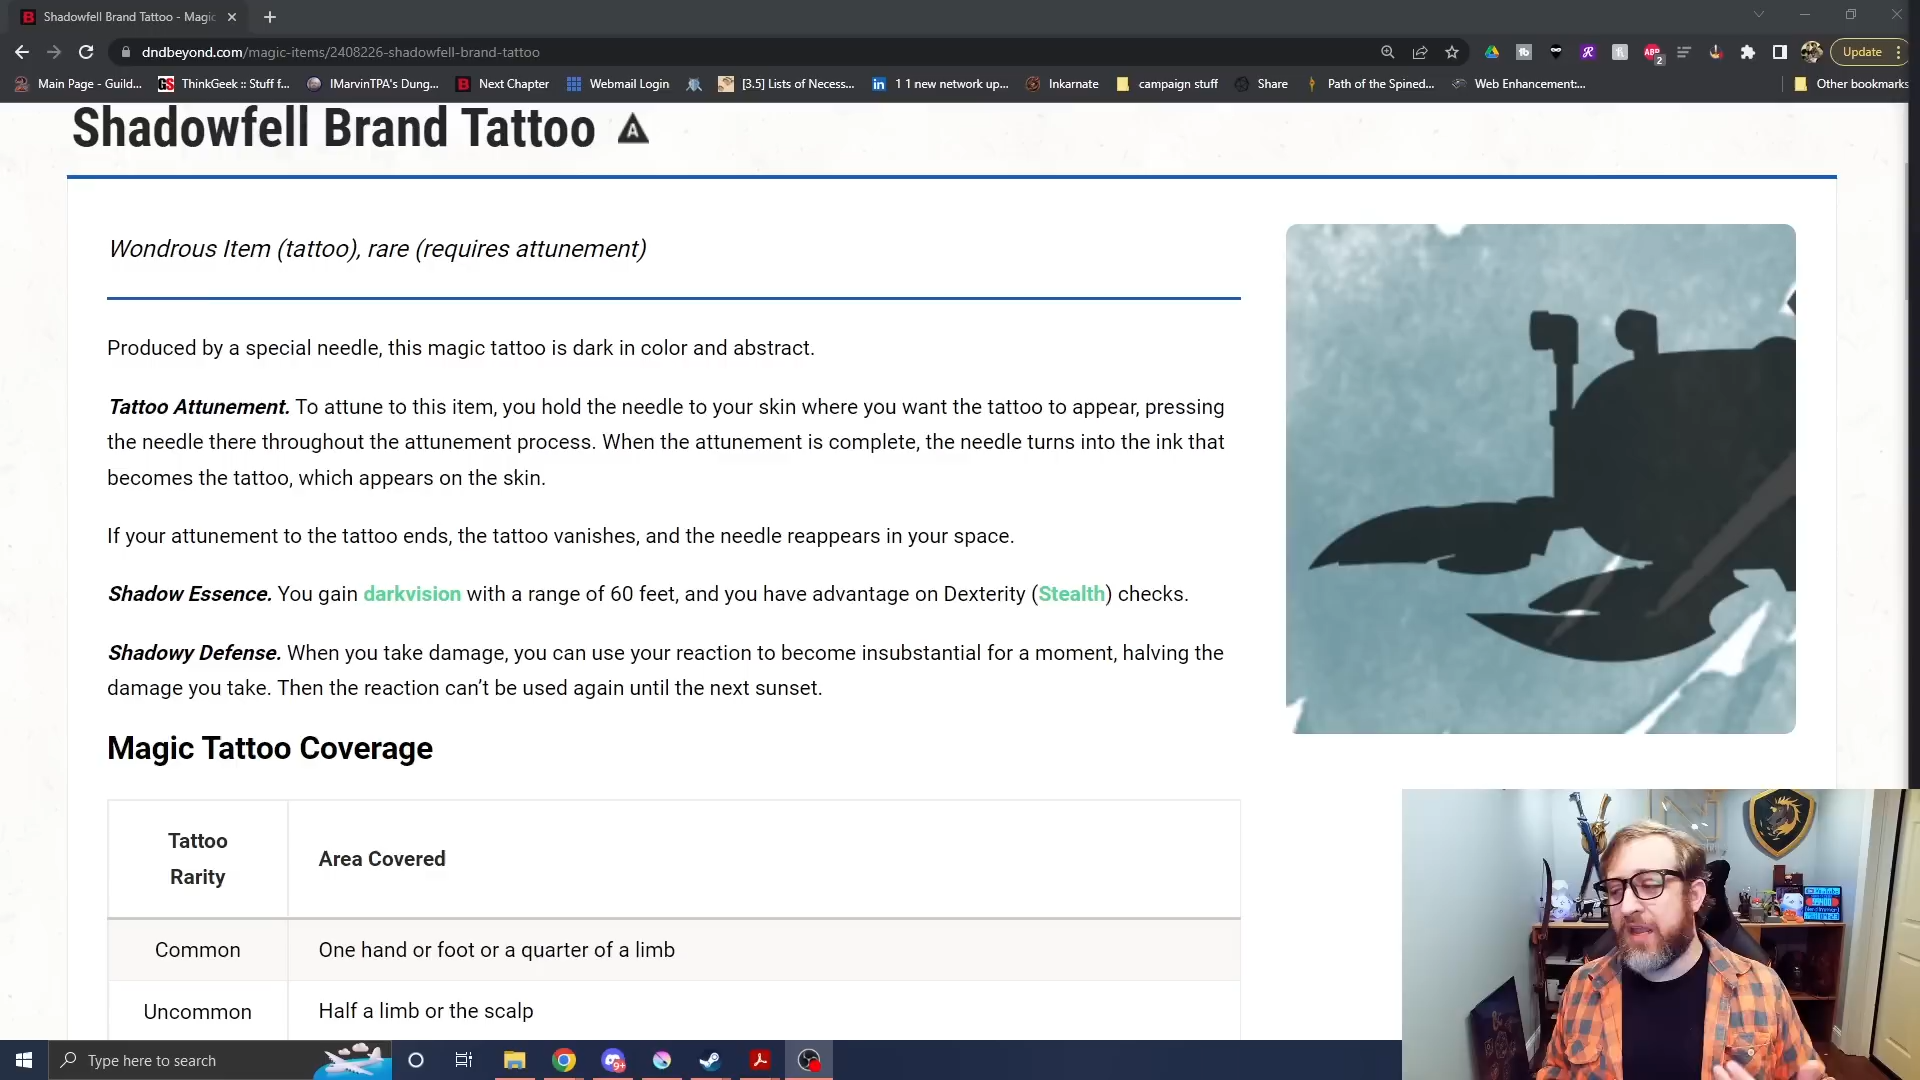 Shadowfell Brand Tattoo - Magic
dndbeyond.com/magic-items/2408226-shadowfell-brand-tattoo
Update
Main Page - Guild...
ThinkGeek :: Stuff f...
IMarvinTPA's Dung...
Next Chapter
Webmail Login
[3.5] Lists of Necess...
1 1 new network up...
Inkarnate
campaign stuff
Share
Path of the Spined...
Web Enhancement:...
Other bookmarks
Shadowfell Brand Tattoo
Wondrous Item (tattoo), rare (requires attunement)
Produced by a special needle, this magic tattoo is dark in color and abstract.
Tattoo Attunement. To attune to this item, you hold the needle to your skin where you want the tattoo to appear, pressing
the needle there throughout the attunement process. When the attunement is complete, the needle turns into the ink that
becomes the tattoo, which appears on the skin.
If your attunement to the tattoo ends, the tattoo vanishes, and the needle reappears in your space.
Shadow Essence. You gain darkvision with a range of 60 feet, and you have advantage on Dexterity (Stealth) checks.
Shadowy Defense. When you take damage, you can use your reaction to become insubstantial for a moment, halving the
damage you take. Then the reaction can’t be used again until the next sunset.
Magic Tattoo Coverage
Tattoo
Rarity
Area Covered
Common
One hand or foot or a quarter of a limb
Uncommon
Half a limb or the scalp
Type here to search